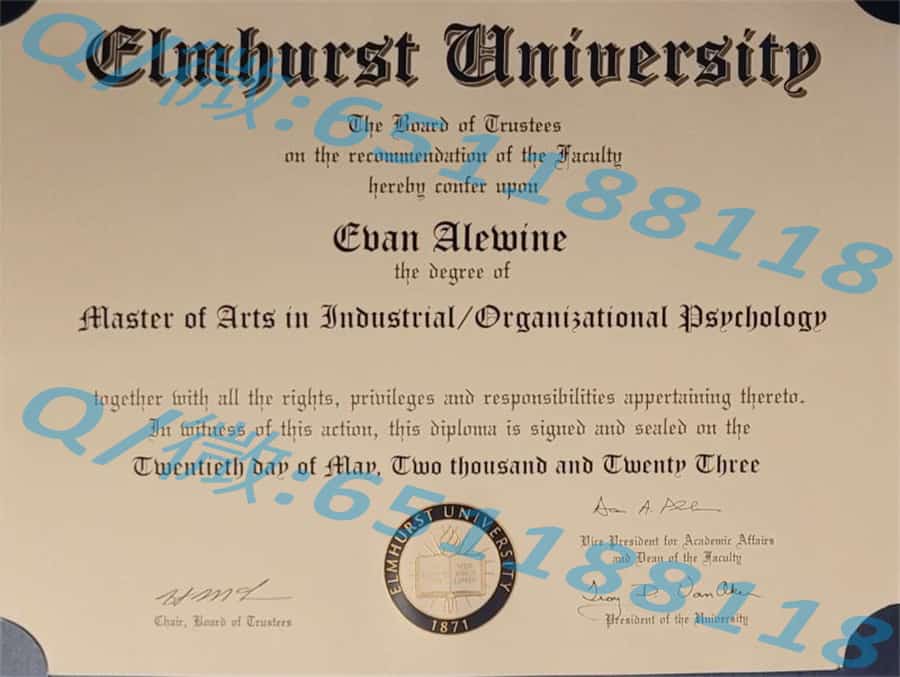 Elmhurst University
The Board of Trustees
on the recommendation of the Faculty
hereby confer upon
Evan Alewine
the degree of
Master of Arts in Industrial/Organizational Psychology
together with all the rights, privileges and responsibilities appertaining thereto.
In witness of this action, this diploma is signed and sealed on the
Twentieth day of May, Two thousand and Twenty Three
Vice President for Academic Affairs
and Dean of the Faculty
Troy D. VanAken
President of the University
Chair, Board of Trustees
ELMHURST UNIVERSITY
1871
Q/微:651188118
Q/微:651188118